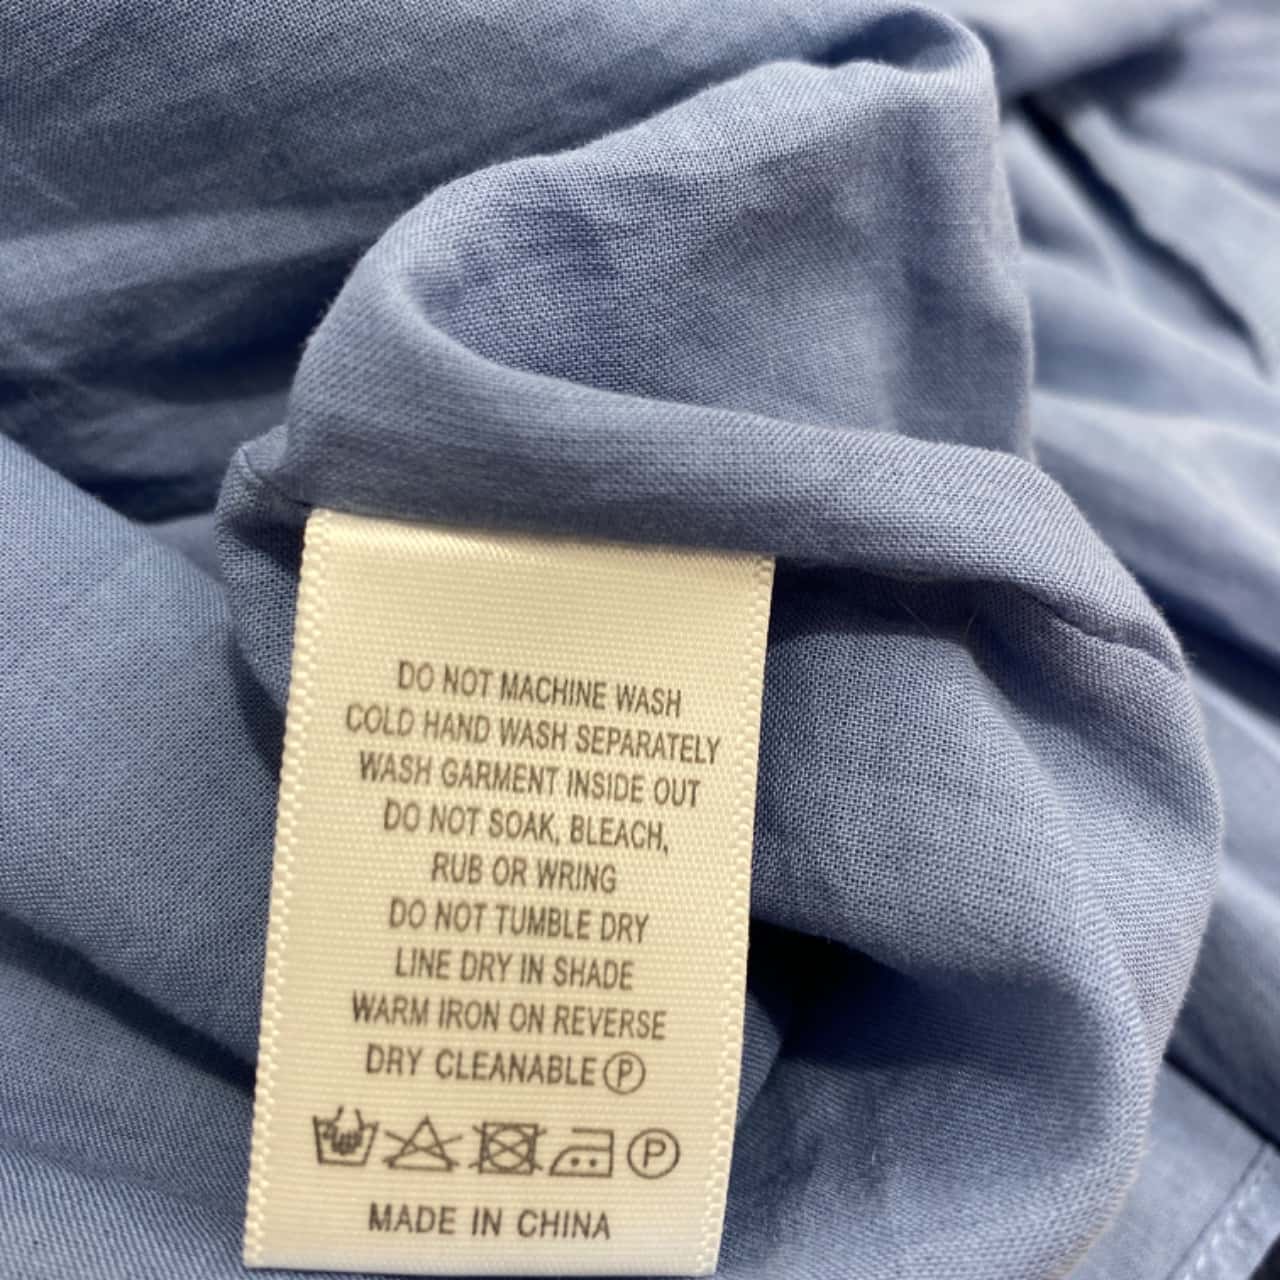 DO NOT MACHINE WASH
COLD HAND WASH SEPARATELY
WASH GARMENT INSIDE OUT
DO NOT SOAK, BLEACH,
RUB OR WRING
DO NOT TUMBLE DRY
LINE DRY IN SHADE
WARM IRON ON REVERSE
DRY CLEANABLE Ⓟ
Ⓟ
MADE IN CHINA